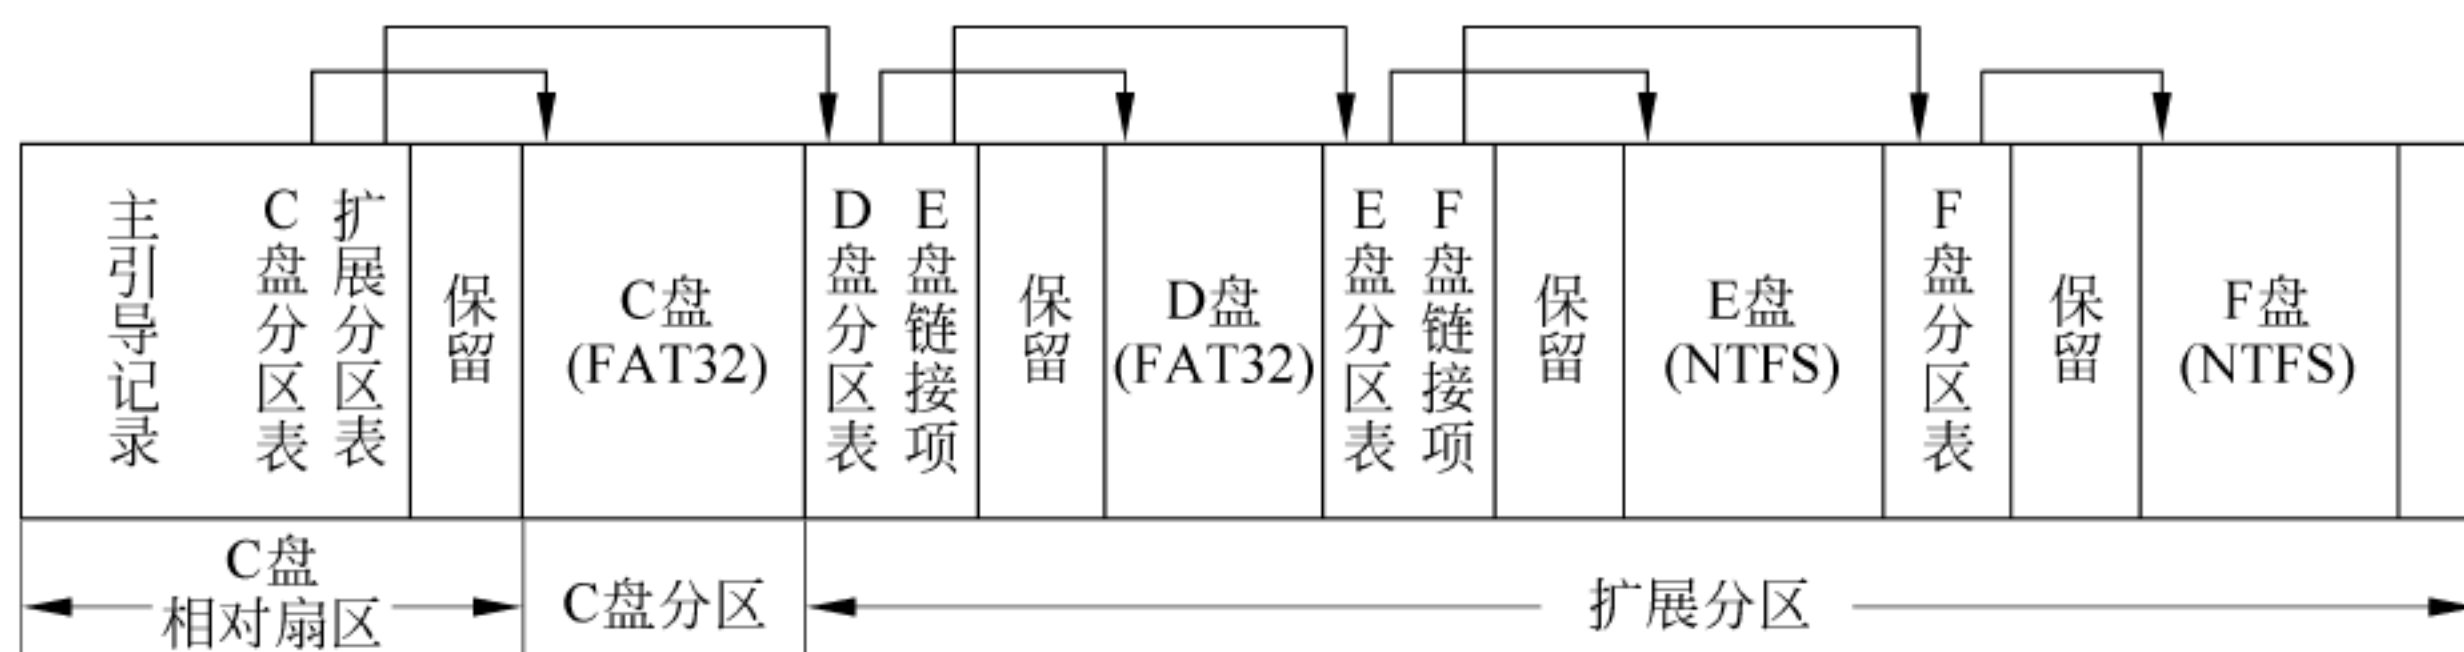 主引导记录
C盘分区表
扩展分区表
保留
C盘
(FAT32)
D盘分区表
E盘链接项
保留
D盘
(FAT32)
E盘分区表
F盘链接项
保留
E盘
(NTFS)
F盘分区表
保留
F盘
(NTFS)
C盘
相对扇区
C盘分区
扩展分区